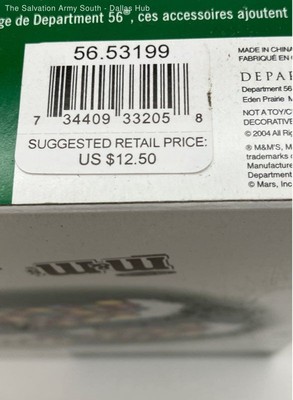 The Salvation Army South - Dallas Hub
ge de Department 56®, ces accessoires ajoutent
56.53199
7 34409 33205 8
SUGGESTED RETAIL PRICE:
US $12.50
MADE IN CHINA
FABRIQUÉ EN
DEPAR
Department 56
Eden Prairie M
NOT A TOY/
DECORATIVE
© 2004 All Ri
® M&M'S, M
trademarks
Manufacture
Department
© Mars, Inc
m&m's